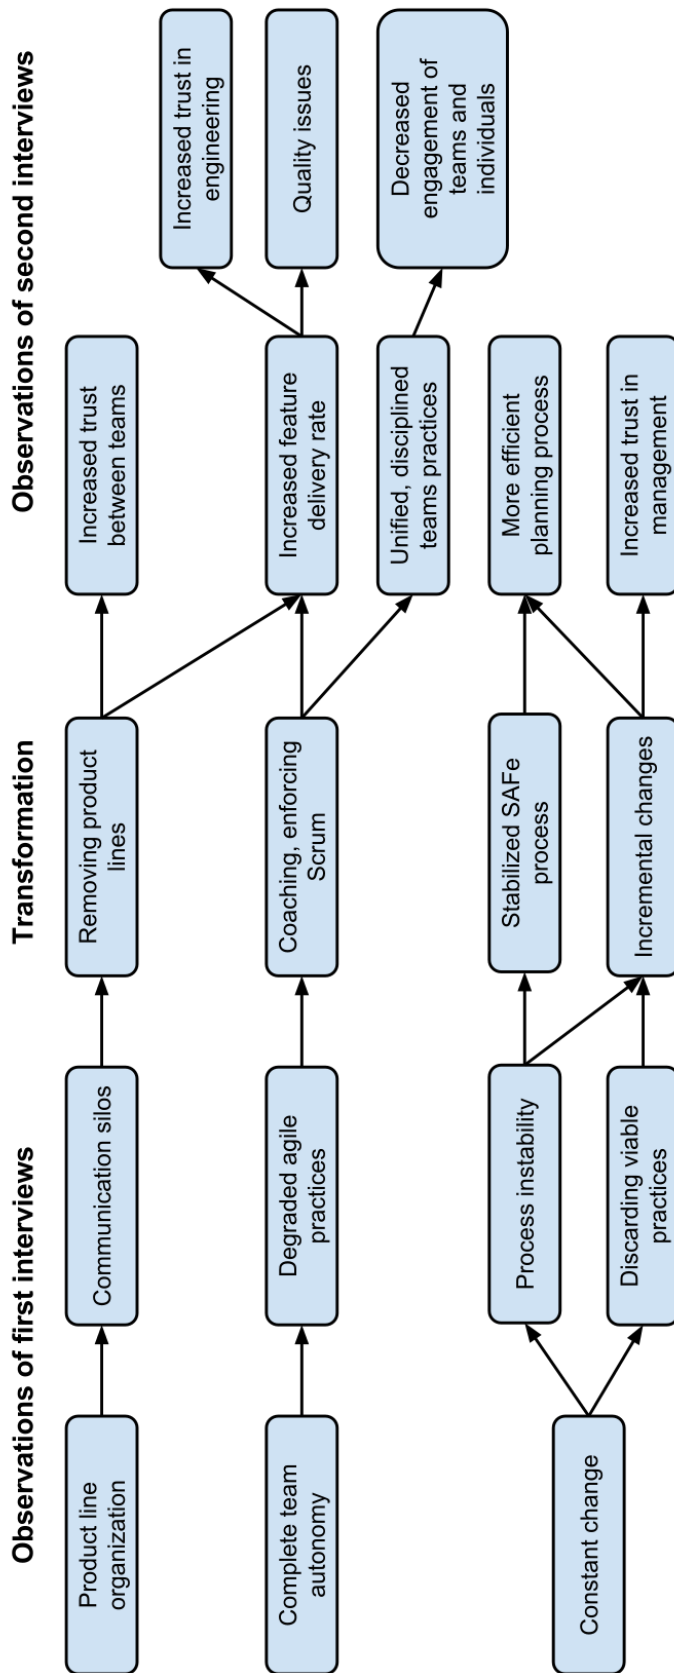 Observations of first interviews
Transformation
Observations of second interviews
Product line
organization
Communication silos
Removing product
lines
Increased trust
between teams
Increased trust in
engineering
Complete team
autonomy
Degraded agile
practices
Coaching, enforcing
Scrum
Increased feature
delivery rate
Quality issues
Unified, disciplined
teams practices
Decreased
engagement of
teams and
individuals
Constant change
Process instability
Stabilized SAFe
process
More efficient
planning process
Discarding viable
practices
Incremental changes
Increased trust in
management